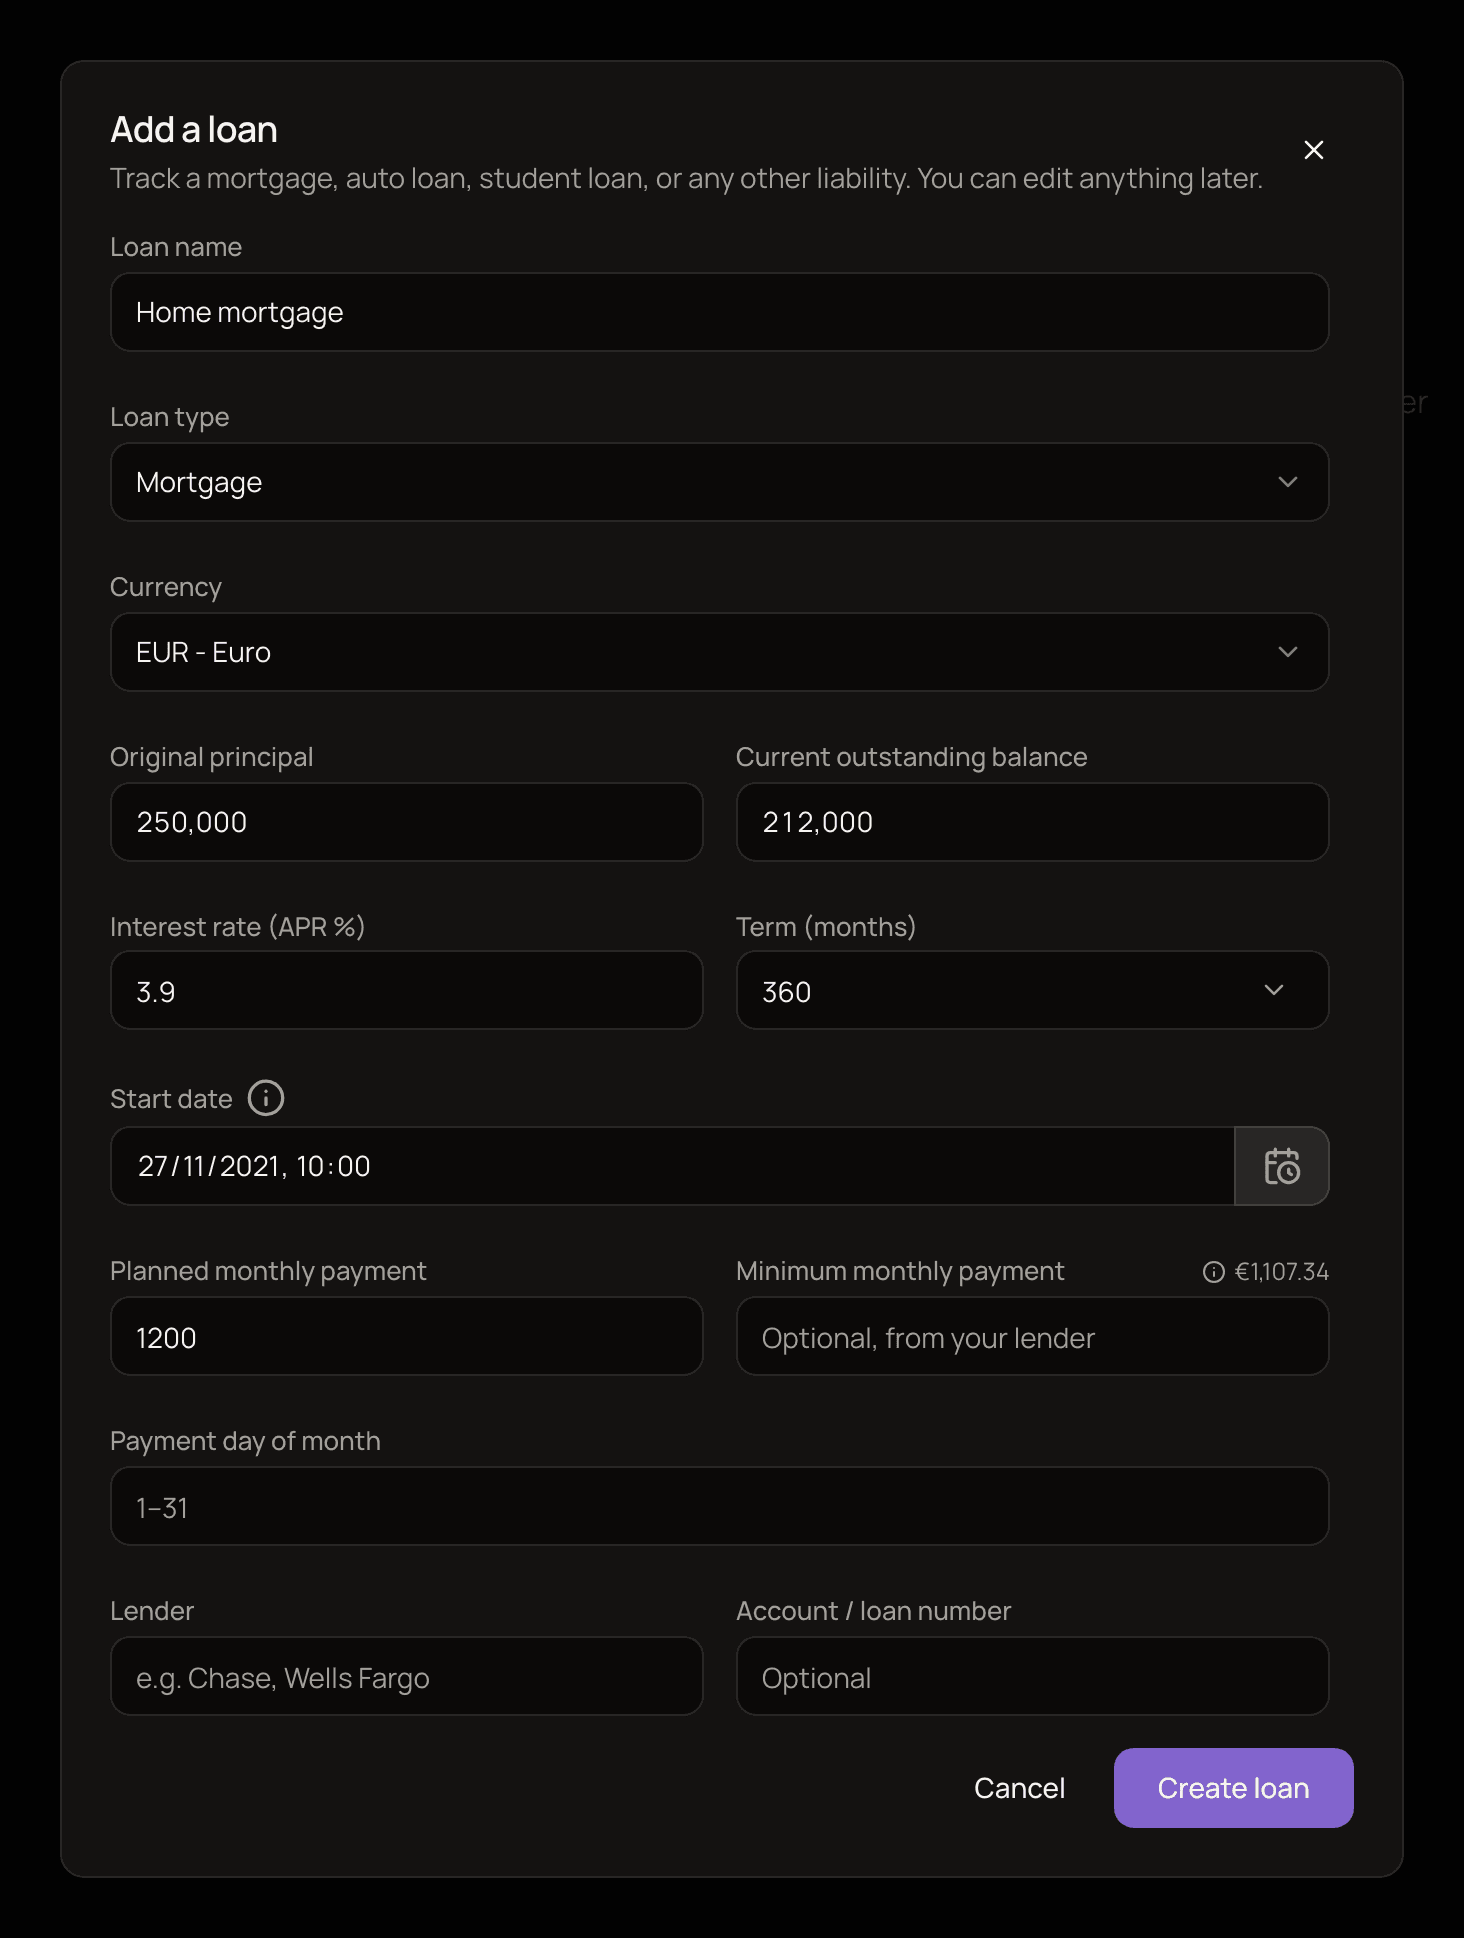 Add a loan
Track a mortgage, auto loan, student loan, or any other liability. You can edit anything later.
Loan name
Home mortgage
er
Loan type
Mortgage
Currency
EUR - Euro
Original principal
Current outstanding balance
250,000
212,000
Interest rate (APR %)
Term (months)
3.9
360
Start date
27/11/2021, 10:00
Planned monthly payment
Minimum monthly payment
€1,107.34
1200
Optional, from your lender
Payment day of month
1–31
Lender
Account / loan number
e.g. Chase, Wells Fargo
Optional
Cancel
Create loan